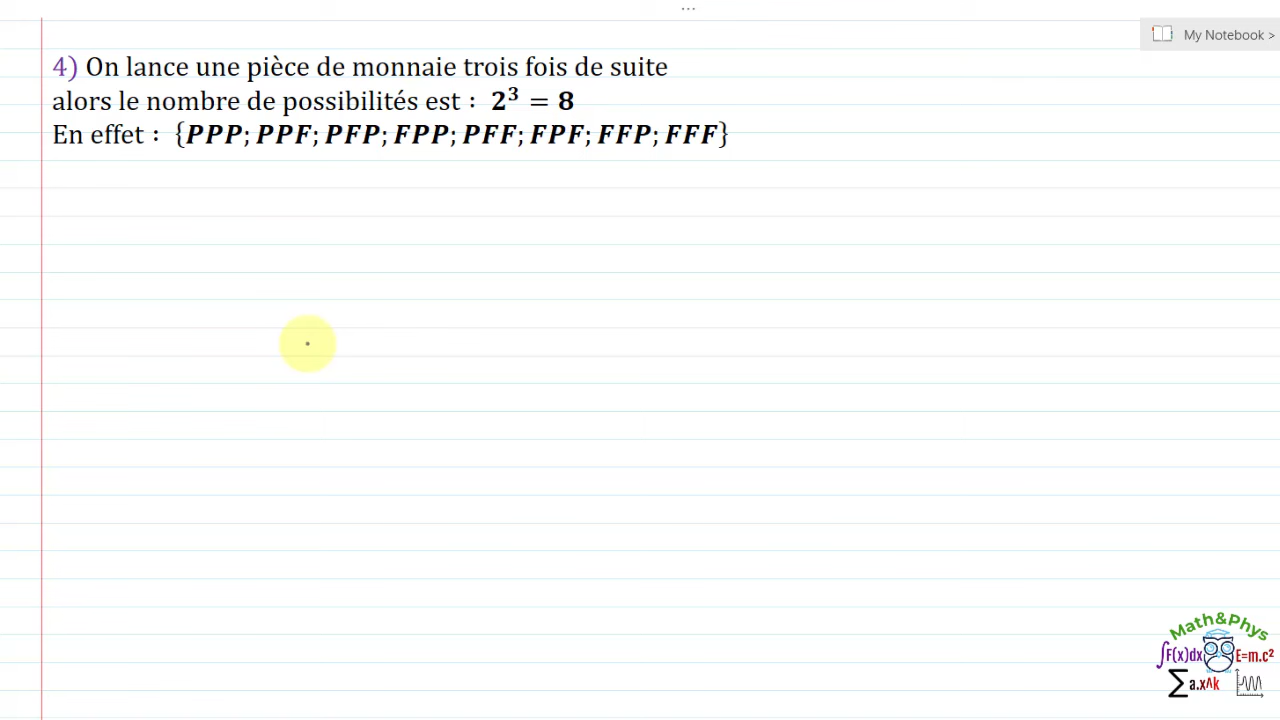 ...
My Notebook >
4) On lance une pièce de monnaie trois fois de suite
alors le nombre de possibilités est : 2³ = 8
En effet : {PPP; PPF; PFP; FPP; PFF; FPF; FFP; FFF}
Math&Phys
∫F(x)dx E=m.c²
∑a.x^k